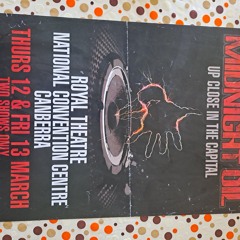 MIDNIGHT OIL
UP CLOSE IN THE CAPITAL
*ROYAL THEATRE
NATIONAL CONVENTION CENTRE
CANBERRA
THURS 12 & FRI 13 MARCH
TWO SHOWS ONLY